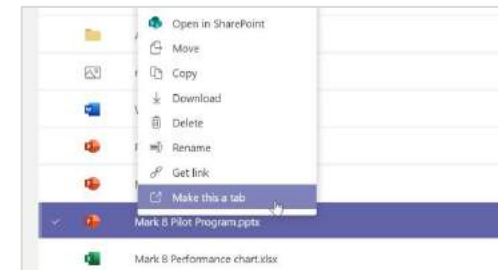 Open in SharePoint
Move
Copy
Download
Delete
Rename
Get link
Make this a tab
Mark 8 Pilot Program.pptx
Mark 8 Performance chart.xlsx